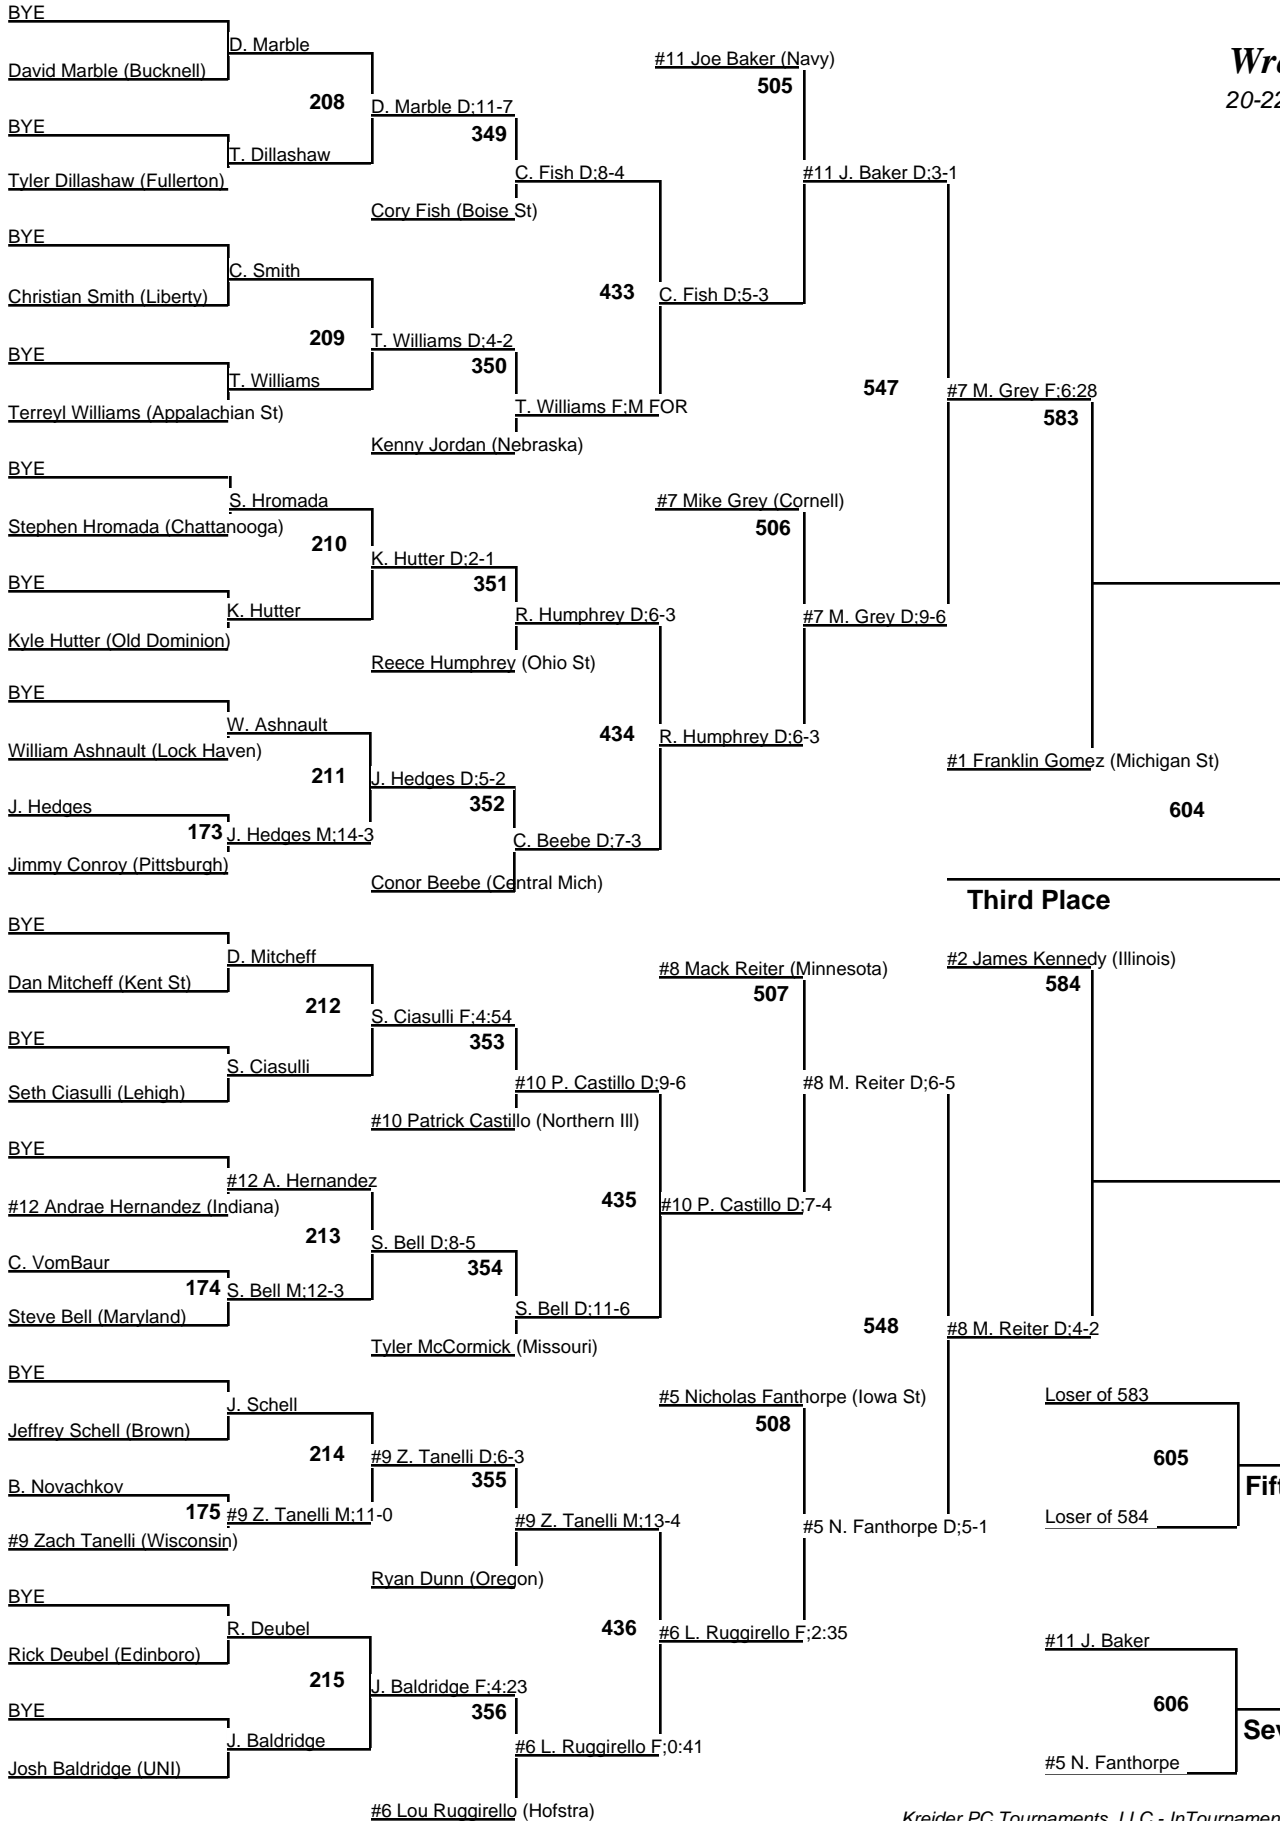 BYE
D. Marble
David Marble (Bucknell)
208
D. Marble D;11-7
349
BYE
T. Dillashaw
Tyler Dillashaw (Fullerton)
C. Fish D;8-4
Cory Fish (Boise St)
BYE
C. Smith
Christian Smith (Liberty)
433
C. Fish D;5-3
209
T. Williams D;4-2
350
BYE
T. Williams
Terreyl Williams (Appalachian St)
T. Williams F;M FOR
Kenny Jordan (Nebraska)
#11 Joe Baker (Navy)
505
#11 J. Baker D;3-1
547
#7 M. Grey F;6:28
583
BYE
S. Hromada
Stephen Hromada (Chattanooga)
210
K. Hutter D;2-1
351
BYE
K. Hutter
Kyle Hutter (Old Dominion)
R. Humphrey D;6-3
Reece Humphrey (Ohio St)
#7 Mike Grey (Cornell)
506
#7 M. Grey D;9-6
BYE
W. Ashnault
William Ashnault (Lock Haven)
211
J. Hedges D;5-2
352
J. Hedges
173
J. Hedges M;14-3
Jimmy Conroy (Pittsburgh)
C. Beebe D;7-3
Conor Beebe (Central Mich)
434
R. Humphrey D;6-3
#1 Franklin Gomez (Michigan St)
604
Third Place
BYE
D. Mitcheff
Dan Mitcheff (Kent St)
212
S. Ciasulli F;4:54
353
BYE
S. Ciasulli
Seth Ciasulli (Lehigh)
#10 P. Castillo D;9-6
#10 Patrick Castillo (Northern Ill)
#8 Mack Reiter (Minnesota)
507
#8 M. Reiter D;6-5
#2 James Kennedy (Illinois)
584
BYE
#12 A. Hernandez
#12 Andrae Hernandez (Indiana)
435
#10 P. Castillo D;7-4
213
S. Bell D;8-5
354
C. VomBaur
174
S. Bell M;12-3
Steve Bell (Maryland)
S. Bell D;11-6
Tyler McCormick (Missouri)
548
#8 M. Reiter D;4-2
BYE
J. Schell
Jeffrey Schell (Brown)
214
#9 Z. Tanelli D;6-3
355
B. Novachkov
175
#9 Z. Tanelli M;11-0
#9 Zach Tanelli (Wisconsin)
#9 Z. Tanelli M;13-4
Ryan Dunn (Oregon)
#5 Nicholas Fanthorpe (Iowa St)
508
#5 N. Fanthorpe D;5-1
Loser of 583
605
Fift
Loser of 584
BYE
R. Deubel
Rick Deubel (Edinboro)
436
#6 L. Ruggirello F;2:35
215
J. Baldridge F;4:23
356
BYE
J. Baldridge
Josh Baldridge (UNI)
#6 L. Ruggirello F;0:41
#6 Lou Ruggirello (Hofstra)
#11 J. Baker
606
Sev
#5 N. Fanthorpe
Wre
20-22
Kreider PC Tournaments, LLC - InTournamen